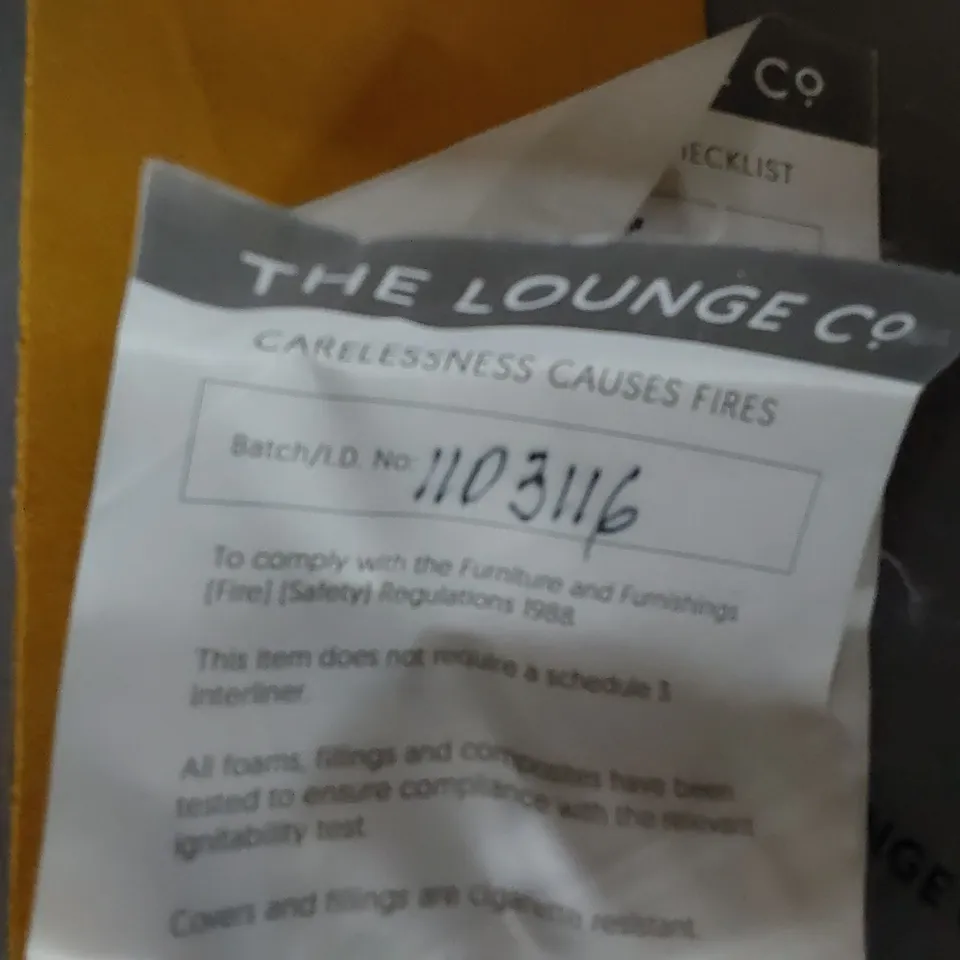 Co
ECKLIST
THE LOUNGE Co
CARELESSNESS CAUSES FIRES
Batch/I.D. No 1103116
To comply with the Furniture and Furnishings
[Fire] [Safety] Regulations 1988.
This item does not require a schedule 3
interliner.
All foams, fillings and composites have been
tested to ensure compliance with the relevant
ignitability test.
Covers and fillings are cigarette resistant.
NGE